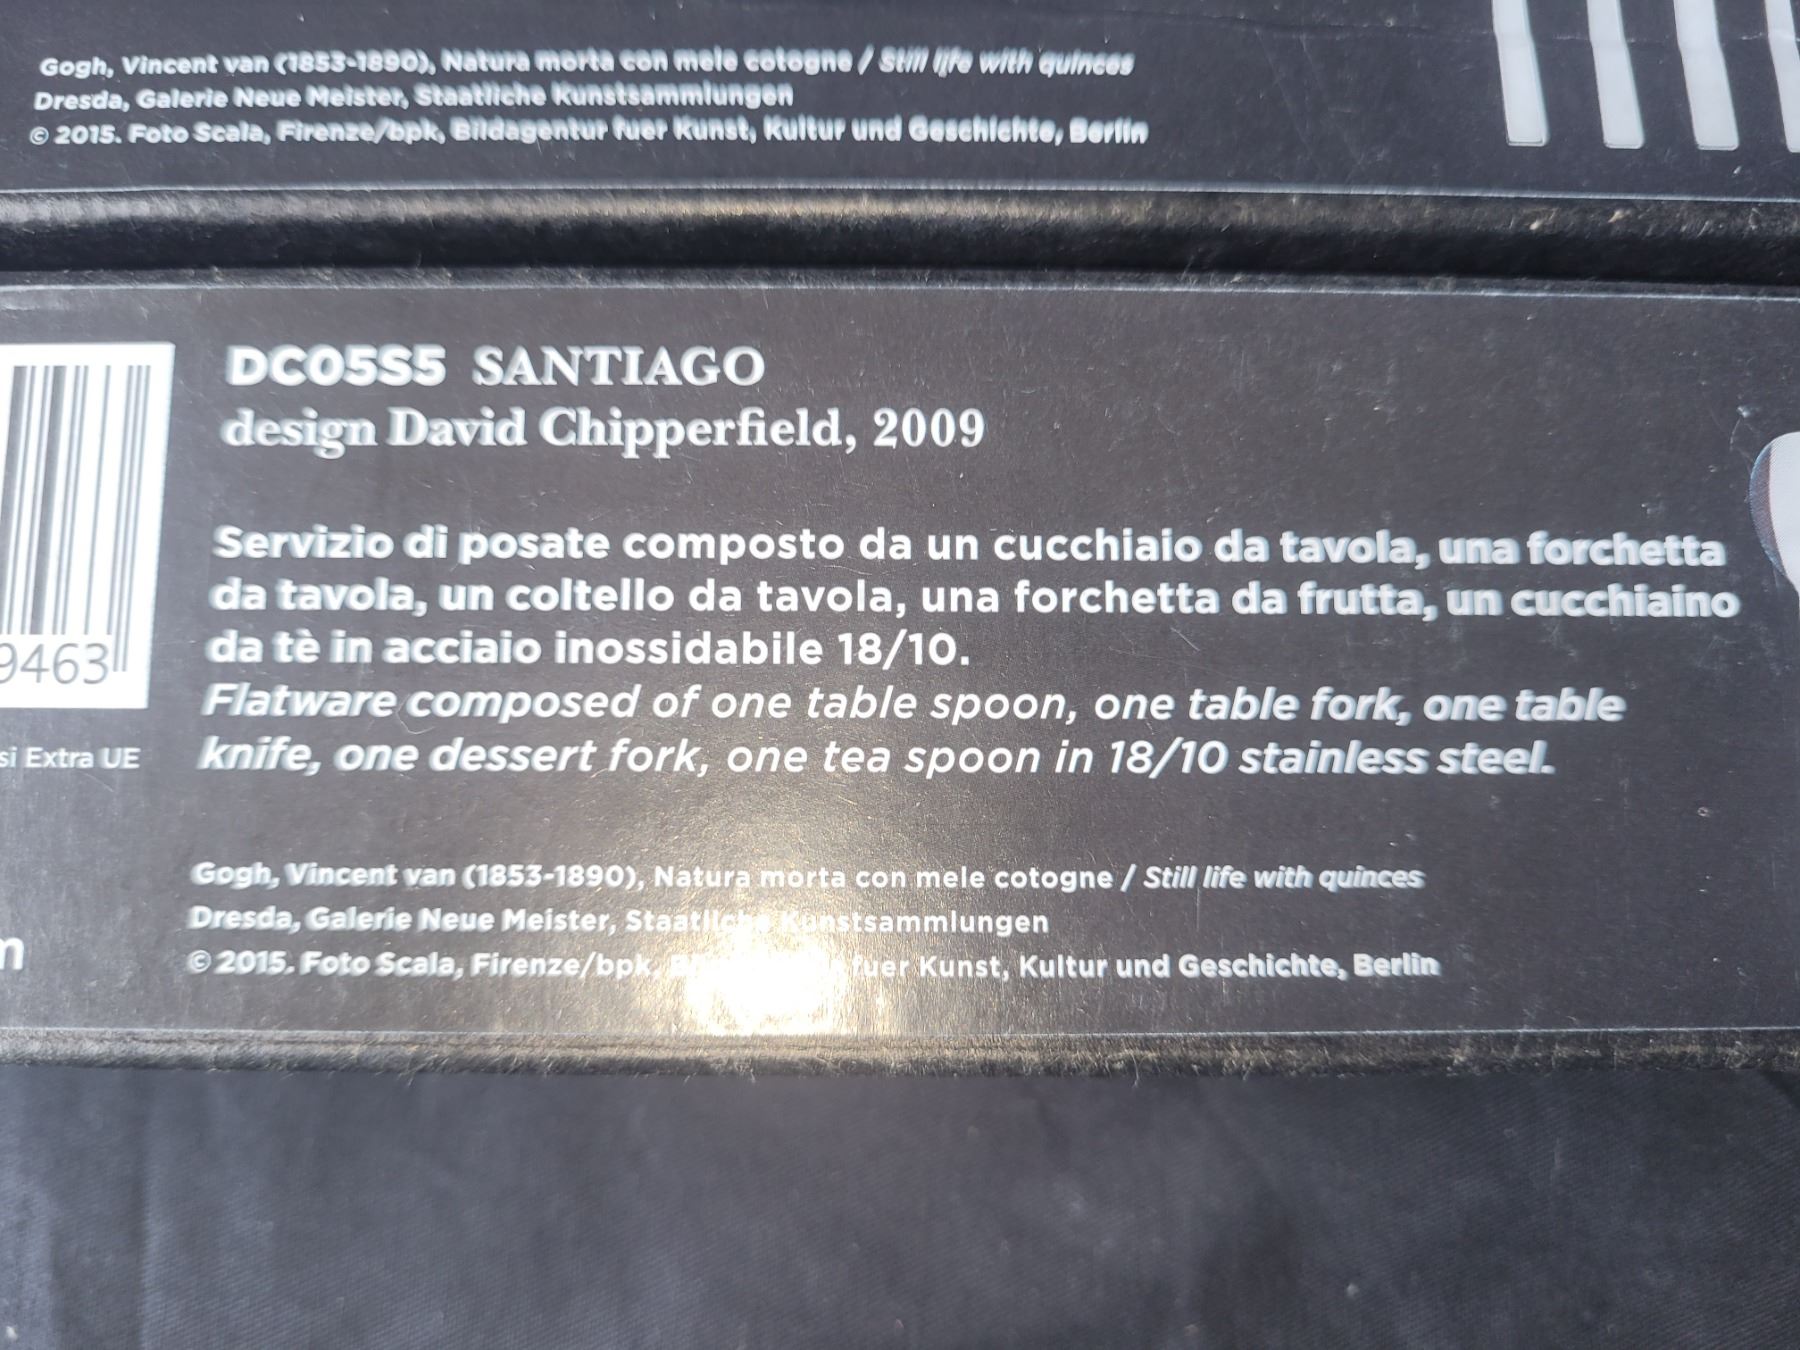 Gogh, Vincent van (1853-1890), Natura morta con mele cotogne / Still life with quinces
Dresda, Galerie Neue Meister, Staatliche Kunstsammlungen
© 2015. Foto Scala, Firenze/bpk, Bildagentur fuer Kunst, Kultur und Geschichte, Berlin
DC05S5 SANTIAGO
design David Chipperfield, 2009
Servizio di posate composto da un cucchiaio da tavola, una forchetta
da tavola, un coltello da tavola, una forchetta da frutta, un cucchiaino
da tè in acciaio inossidabile 18/10.
Flatware composed of one table spoon, one table fork, one table
knife, one dessert fork, one tea spoon in 18/10 stainless steel.
9463
si Extra UE
m
Gogh, Vincent van (1853-1890), Natura morta con mele cotogne / Still life with quinces
Dresda, Galerie Neue Meister, Staatliche Kunstsammlungen
© 2015. Foto Scala, Firenze/bpk, fuer Kunst, Kultur und Geschichte, Berlin